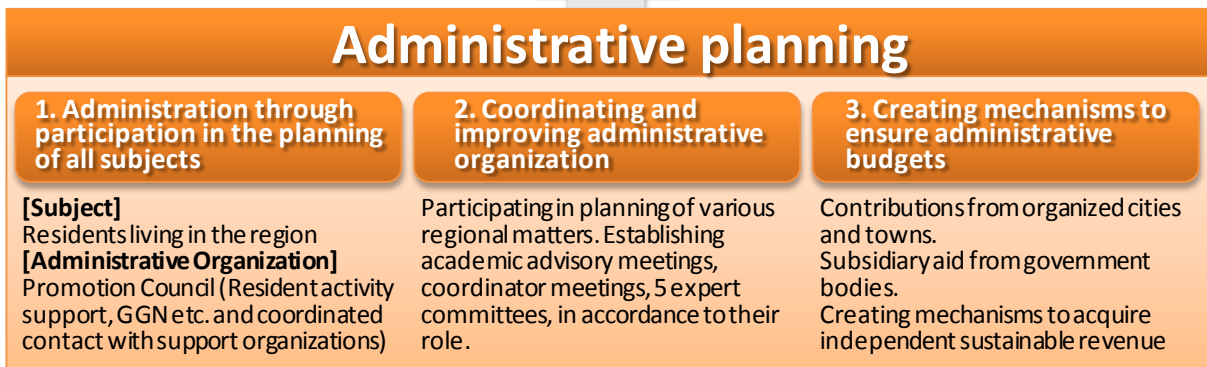 Administrative planning
1. Administration through
participation in the planning
of all subjects
[Subject]
Residents living in the region
[Administrative Organization]
Promotion Council (Resident activity
support, GGN etc. and coordinated
contact with support organizations)
2. Coordinating and
improving administrative
organization
Participating in planning of various
regional matters. Establishing
academic advisory meetings,
coordinator meetings, 5 expert
committees, in accordance to their
role.
3. Creating mechanisms to
ensure administrative
budgets
Contributions from organized cities
and towns.
Subsidiary aid from government
bodies.
Creating mechanisms to acquire
independent sustainable revenue